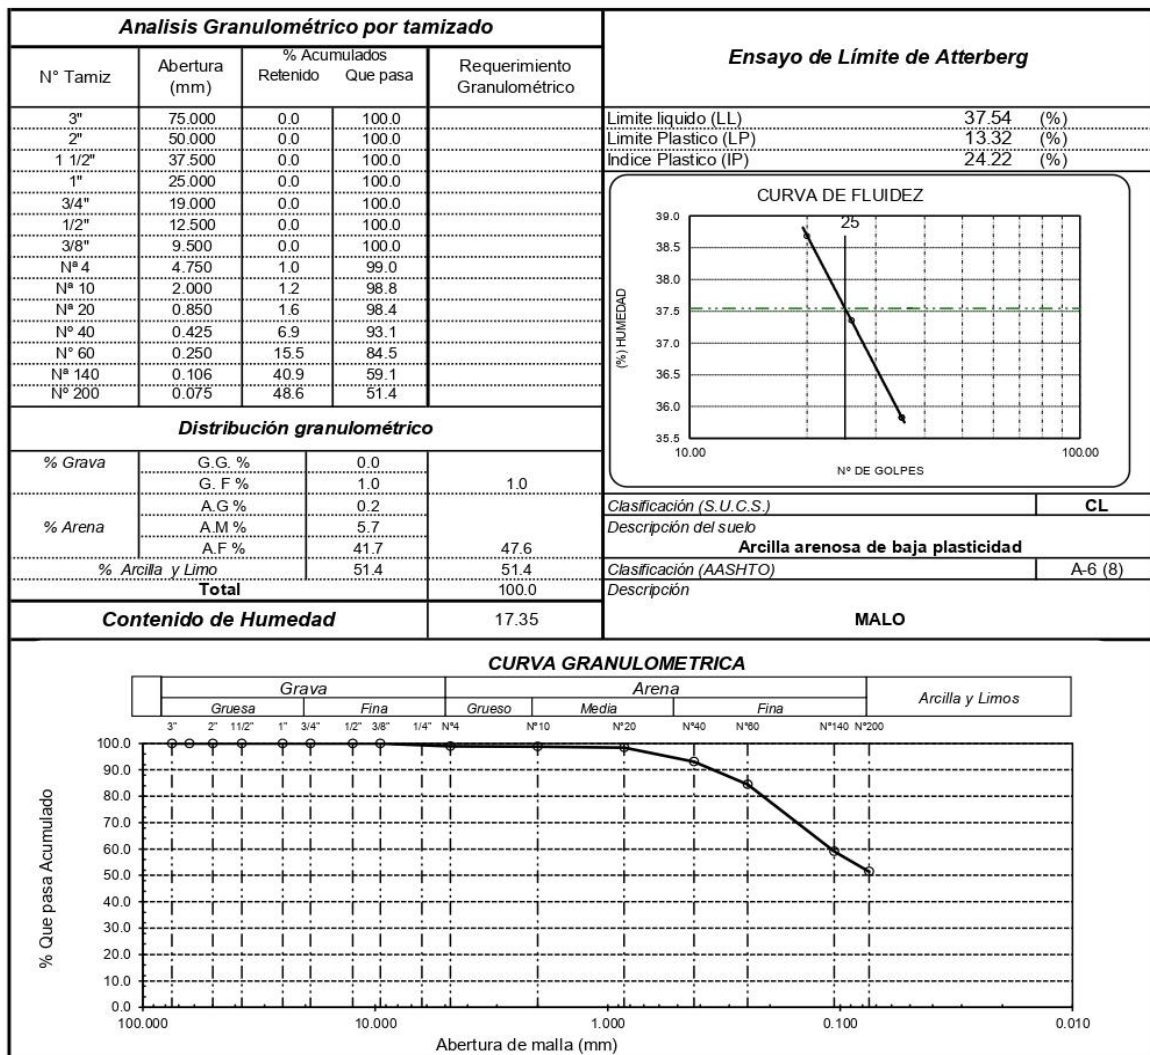 Analisis Granulométrico por tamizado
N° Tamiz Abertura (mm) % Acumulados Retenido Que pasa Requerimiento Granulométrico
3" 75.000 0.0 100.0
2" 50.000 0.0 100.0
1 1/2" 37.500 0.0 100.0
1" 25.000 0.0 100.0
3/4" 19.000 0.0 100.0
1/2" 12.500 0.0 100.0
3/8" 9.500 0.0 100.0
Nª 4 4.750 1.0 99.0
Nª 10 2.000 1.2 98.8
Nª 20 0.850 1.6 98.4
Nº 40 0.425 6.9 93.1
N° 60 0.250 15.5 84.5
Nª 140 0.106 40.9 59.1
Nº 200 0.075 48.6 51.4
Distribución granulométrico
% Grava G.G. % 0.0
G. F % 1.0 1.0
A.G % 0.2
% Arena A.M % 5.7
A.F % 41.7 47.6
% Arcilla y Limo 51.4 51.4
Total 100.0
Contenido de Humedad 17.35
Ensayo de Límite de Atterberg
Limite liquido (LL) 37.54 (%)
Limite Plastico (LP) 13.32 (%)
Indice Plastico (IP) 24.22 (%)
CURVA DE FLUIDEZ
25
39.0
38.5
38.0
37.5
37.0
36.5
36.0
35.5
(%) HUMEDAD
10.00 100.00
Nº DE GOLPES
Clasificación (S.U.C.S.) CL
Descripción del suelo
Arcilla arenosa de baja plasticidad
Clasificación (AASHTO) A-6 (8)
Descripción
MALO
CURVA GRANULOMETRICA
Grava Arena Arcilla y Limos
Gruesa Fina Grueso Media Fina
3" 2" 11/2" 1" 3/4" 1/2" 3/8" 1/4" N°4 N°10 N°20 N°40 N°60 N°140 N°200
100.0
90.0
80.0
70.0
60.0
50.0
40.0
30.0
20.0
10.0
0.0
% Que pasa Acumulado
100.000 10.000 1.000 0.100 0.010
Abertura de malla (mm)